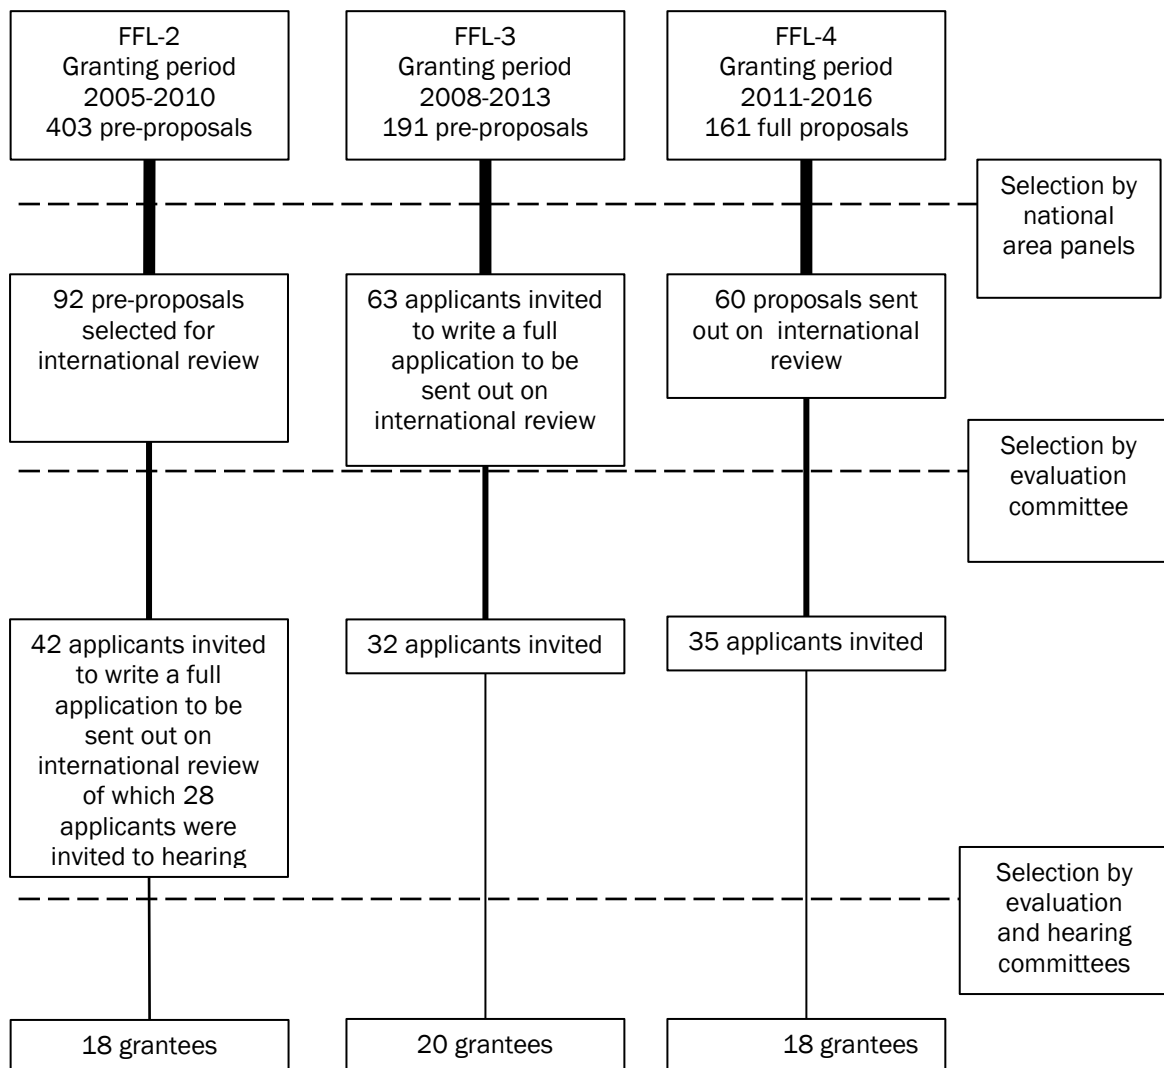 FFL-2
Granting period
2005-2010
403 pre-proposals
FFL-3
Granting period
2008-2013
191 pre-proposals
FFL-4
Granting period
2011-2016
161 full proposals
Selection by
national
area panels
92 pre-proposals
selected for
international review
63 applicants invited
to write a full
application to be
sent out on
international review
60 proposals sent
out on international
review
Selection by
evaluation
committee
42 applicants invited
to write a full
application to be
sent out on
international review
of which 28
applicants were
invited to hearing
32 applicants invited
35 applicants invited
Selection by
evaluation
and hearing
committees
18 grantees
20 grantees
18 grantees